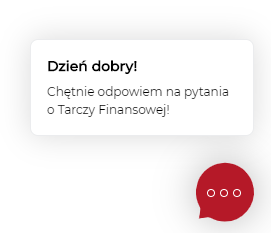 Dzień dobry!
Chętnie odpowiem na pytania
o Tarczy Finansowej!